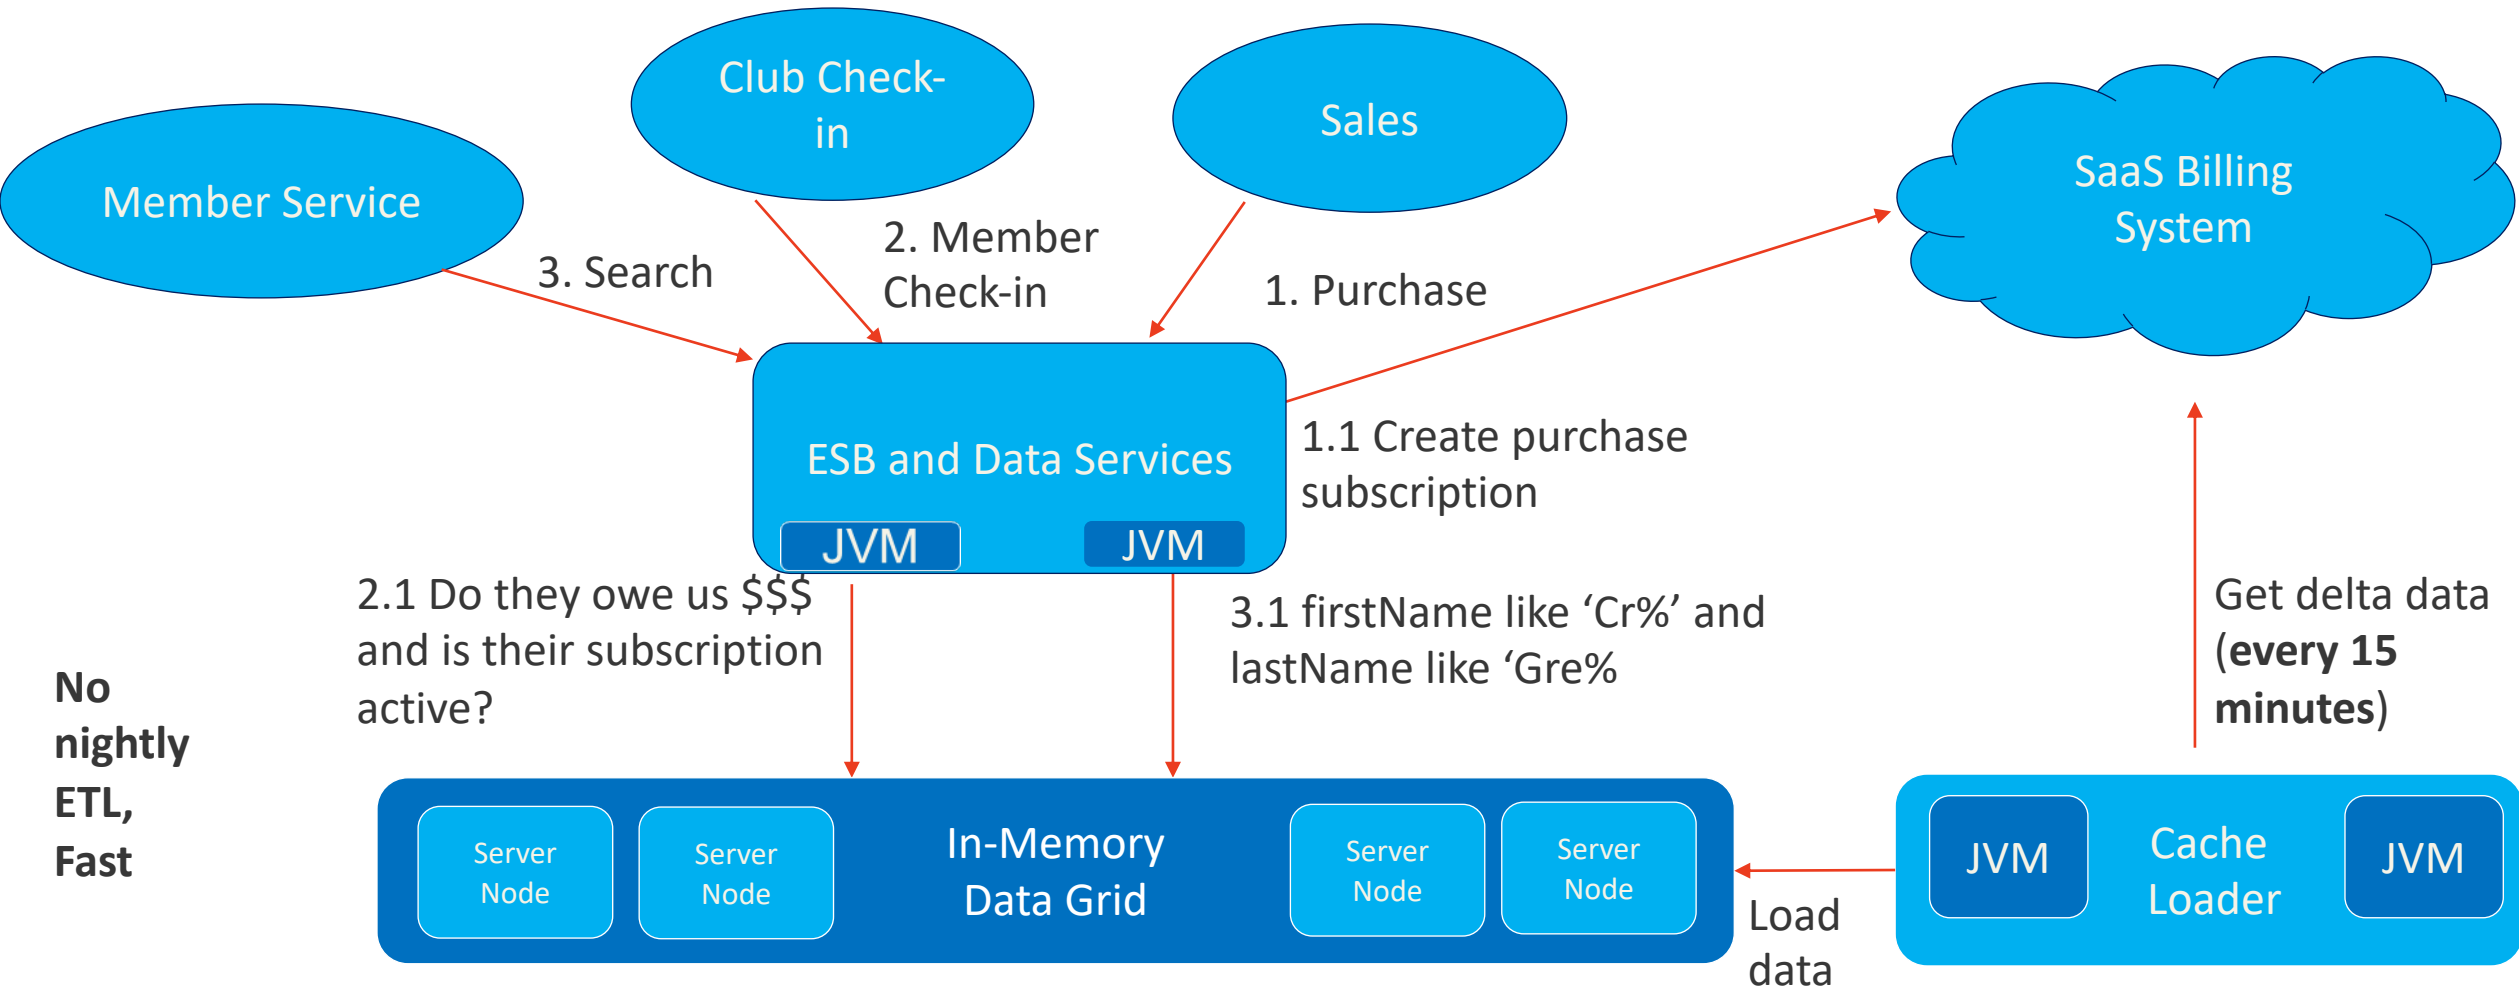 Club Check-
in
Sales
Member Service
SaaS Billing
System
3. Search
2. Member
Check-in
1. Purchase
ESB and Data Services
JVM
JVM
1.1 Create purchase
subscription
2.1 Do they owe us $$$
and is their subscription
active?
3.1 firstName like ‘Cr%’ and
lastName like ‘Gre%
Get delta data
(every 15
minutes)
No
nightly
ETL,
Fast
Server
Node
Server
Node
In-Memory
Data Grid
Server
Node
Server
Node
Load
data
JVM
Cache
Loader
JVM